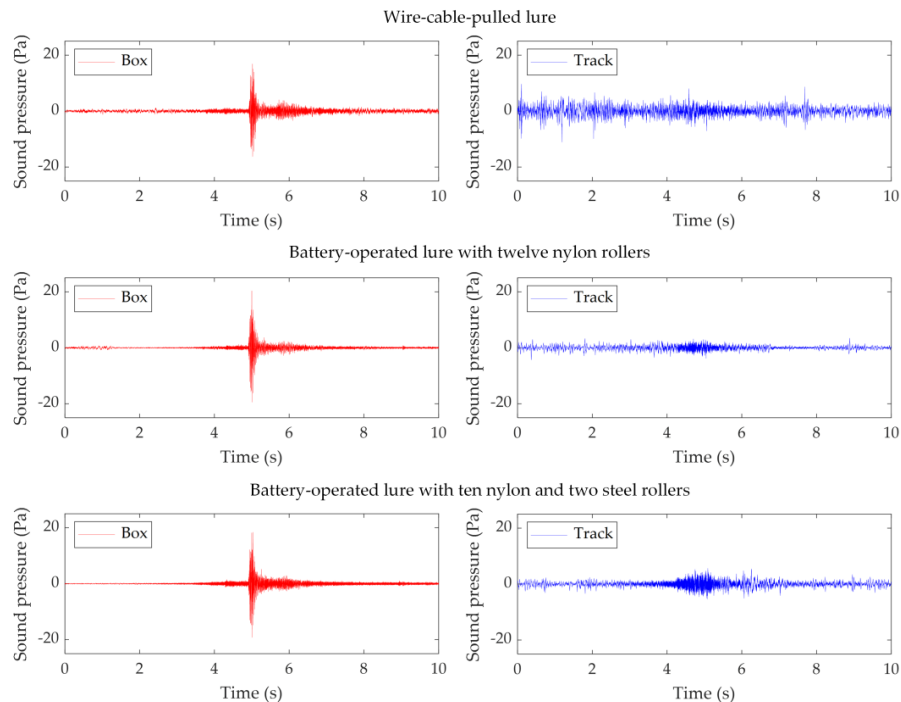 Wire-cable-pulled lure
Sound pressure (Pa)
20
0
-20
Box
0 2 4 6 8 10
Time (s)
Sound pressure (Pa)
20
0
-20
Track
0 2 4 6 8 10
Time (s)
Battery-operated lure with twelve nylon rollers
Sound pressure (Pa)
20
0
-20
Box
0 2 4 6 8 10
Time (s)
Sound pressure (Pa)
20
0
-20
Track
0 2 4 6 8 10
Time (s)
Battery-operated lure with ten nylon and two steel rollers
Sound pressure (Pa)
20
0
-20
Box
0 2 4 6 8 10
Time (s)
Sound pressure (Pa)
20
0
-20
Track
0 2 4 6 8 10
Time (s)